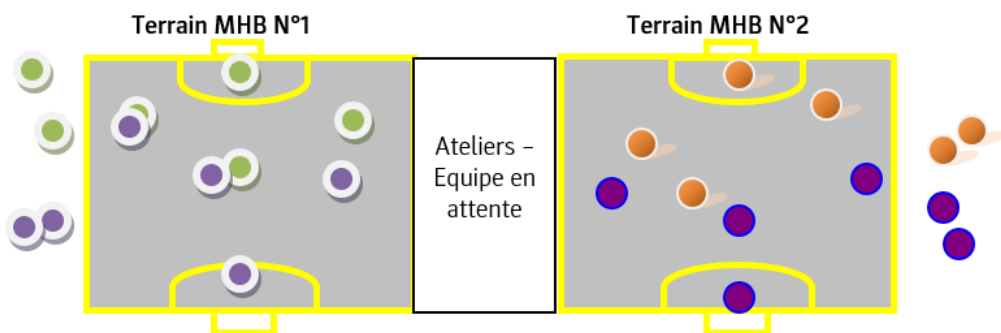 Terrain MHB N°1
Terrain MHB N°2
Ateliers –
Equipe en
attente